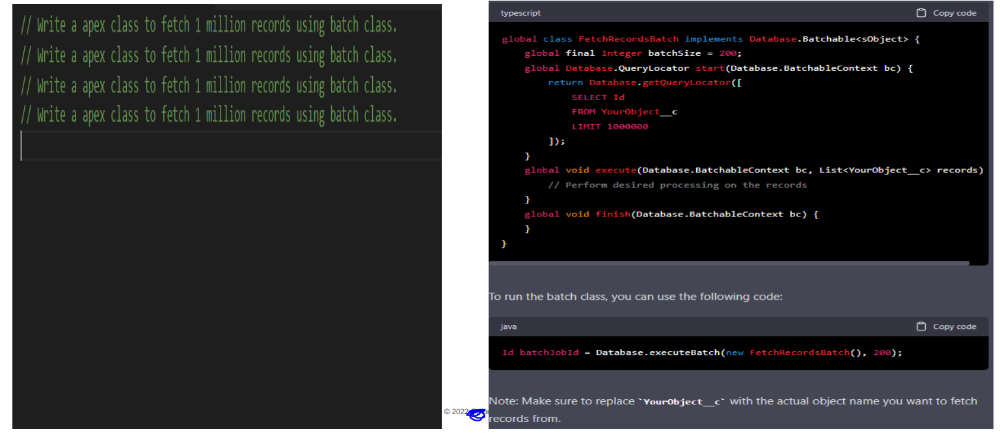 // Write a apex class to fetch 1 million records using batch class.
// Write a apex class to fetch 1 million records using batch class.
// Write a apex class to fetch 1 million records using batch class.
// Write a apex class to fetch 1 million records using batch class.
© 2022
typescript Copy code
global class FetchRecordsBatch implements Database.Batchable<sObject> {
global final Integer batchSize = 200;
global Database.QueryLocator start(Database.BatchableContext bc) {
return Database.getQueryLocator([
SELECT Id
FROM YourObject__c
LIMIT 1000000
]);
}
global void execute(Database.BatchableContext bc, List<YourObject__c> records)
// Perform desired processing on the records
}
global void finish(Database.BatchableContext bc) {
}
}
To run the batch class, you can use the following code:
java Copy code
Id batchJobId = Database.executeBatch(new FetchRecordsBatch(), 200);
Note: Make sure to replace `YourObject__c` with the actual object name you want to fetch
records from.